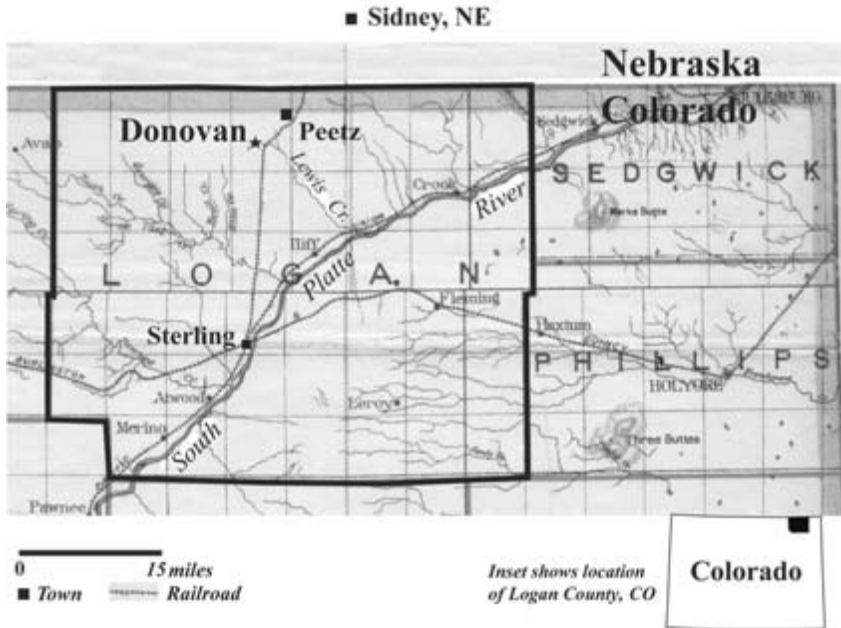 Sidney, NE
Nebraska
Colorado
Sedgwick
Donovan
Peetz
Lewis Cr.
Crook
River
SEDGWICK
Iliff
Platte
LOGAN
Fleming
Sterling
Paxtum
PHILLIPS
HOLYOKE
Atwood
Leroy
Merino
South
Three Buttes
Pawnee
0 15 miles
Town Railroad
Inset shows location
of Logan County, CO
Colorado